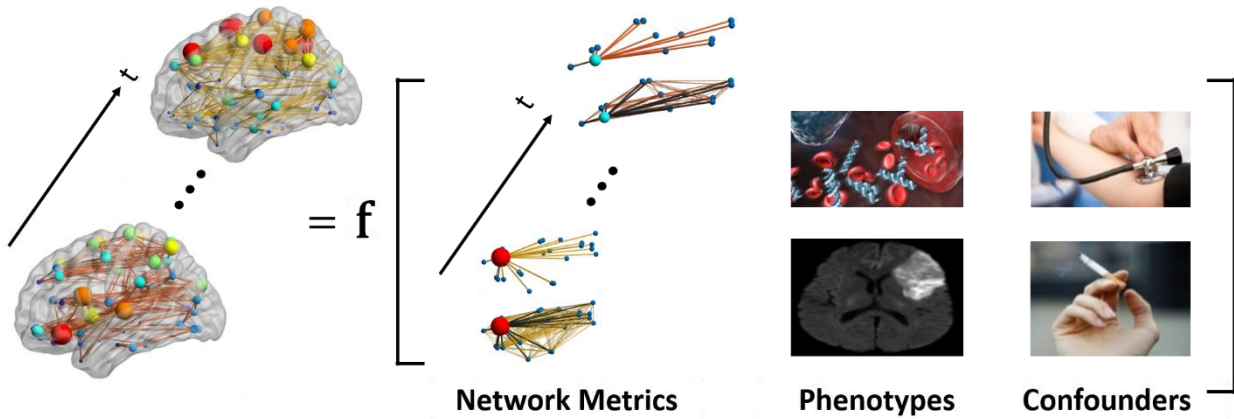 t
t
= f
Network Metrics
Phenotypes
Confounders